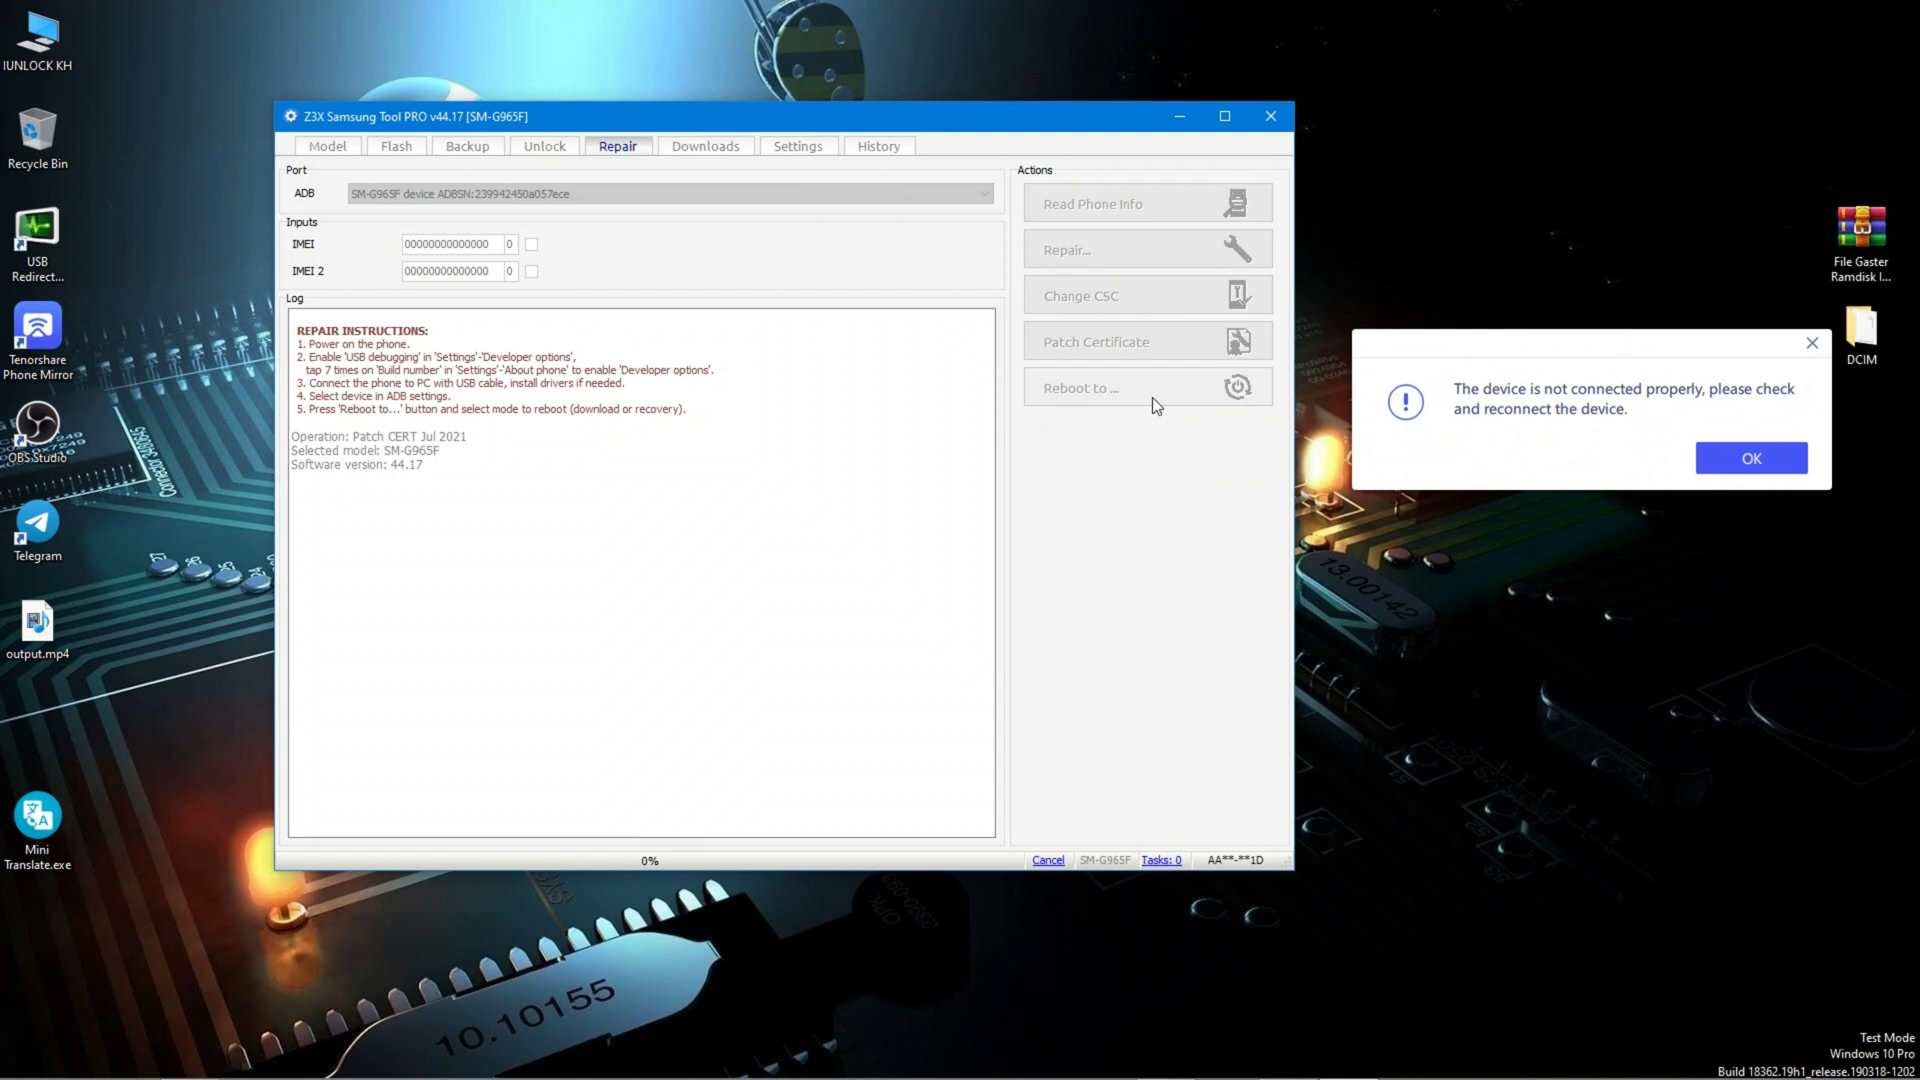 IUNLOCK KH
Recycle Bin
USB
Redirect...
Tenorshare
Phone Mirror
OBS Studio
Telegram
output.mp4
Mini
Translate.exe
Z3X Samsung Tool PRO v44.17 [SM-G965F]
Model Flash Backup Unlock Repair Downloads Settings History
Port
ADB SM-G965F device ADBSN:239942450a057ece
Inputs
IMEI 00000000000000 0
IMEI 2 00000000000000 0
Log
REPAIR INSTRUCTIONS:
1. Power on the phone.
2. Enable 'USB debugging' in 'Settings'-'Developer options',
tap 7 times on 'Build number' in 'Settings'-'About phone' to enable 'Developer options'.
3. Connect the phone to PC with USB cable, install drivers if needed.
4. Select device in ADB settings.
5. Press 'Reboot to...' button and select mode to reboot (download or recovery).
Operation: Patch CERT Jul 2021
Selected model: SM-G965F
Software version: 44.17
Actions
Read Phone Info
Repair...
Change CSC
Patch Certificate
Reboot to ...
0% Cancel SM-G965F Tasks: 0 AA**-**1D
The device is not connected properly, please check
and reconnect the device.
OK
File Gaster
Ramdisk I...
DCIM
13.00142
10.10155
Test Mode
Windows 10 Pro
Build 18362.19h1_release.190318-1202